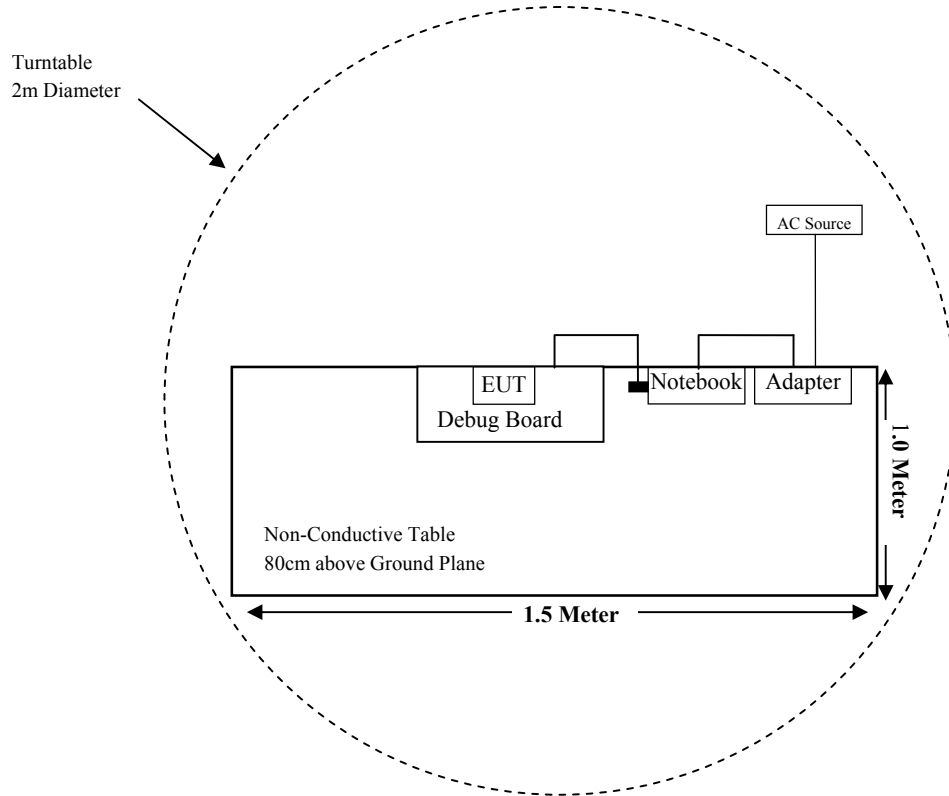 Turntable
2m Diameter
AC Source
EUT
Debug Board
Notebook
Adapter
1.0 Meter
Non-Conductive Table
80cm above Ground Plane
1.5 Meter